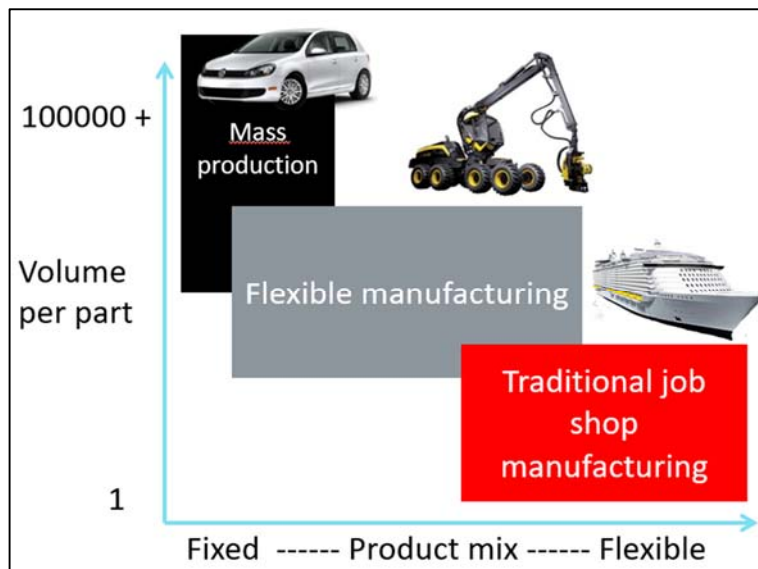 100000 +
Mass
production
Volume
per part
Flexible manufacturing
Traditional job
shop
manufacturing
1
Fixed ------ Product mix ------ Flexible